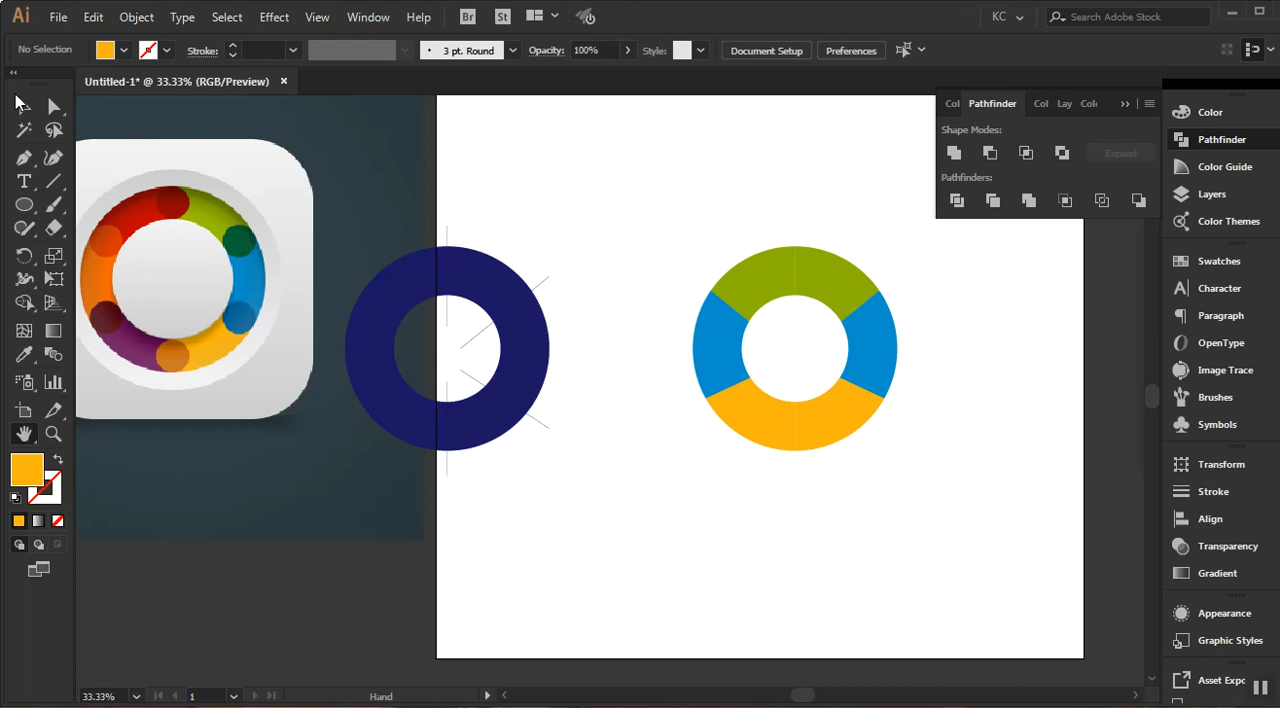 Ai File Edit Object Type Select Effect View Window Help Br St KC Search Adobe Stock
No Selection Stroke: 3 pt. Round Opacity: 100% Style: Document Setup Preferences
Untitled-1* @ 33.33% (RGB/Preview)
Col Pathfinder Col Lay Colo
Shape Modes:
Expand
Pathfinders:
Color
Pathfinder
Color Guide
Layers
Color Themes
Swatches
Character
Paragraph
OpenType
Image Trace
Brushes
Symbols
Transform
Stroke
Align
Transparency
Gradient
Appearance
Graphic Styles
Asset Expo
33.33% 1 Hand